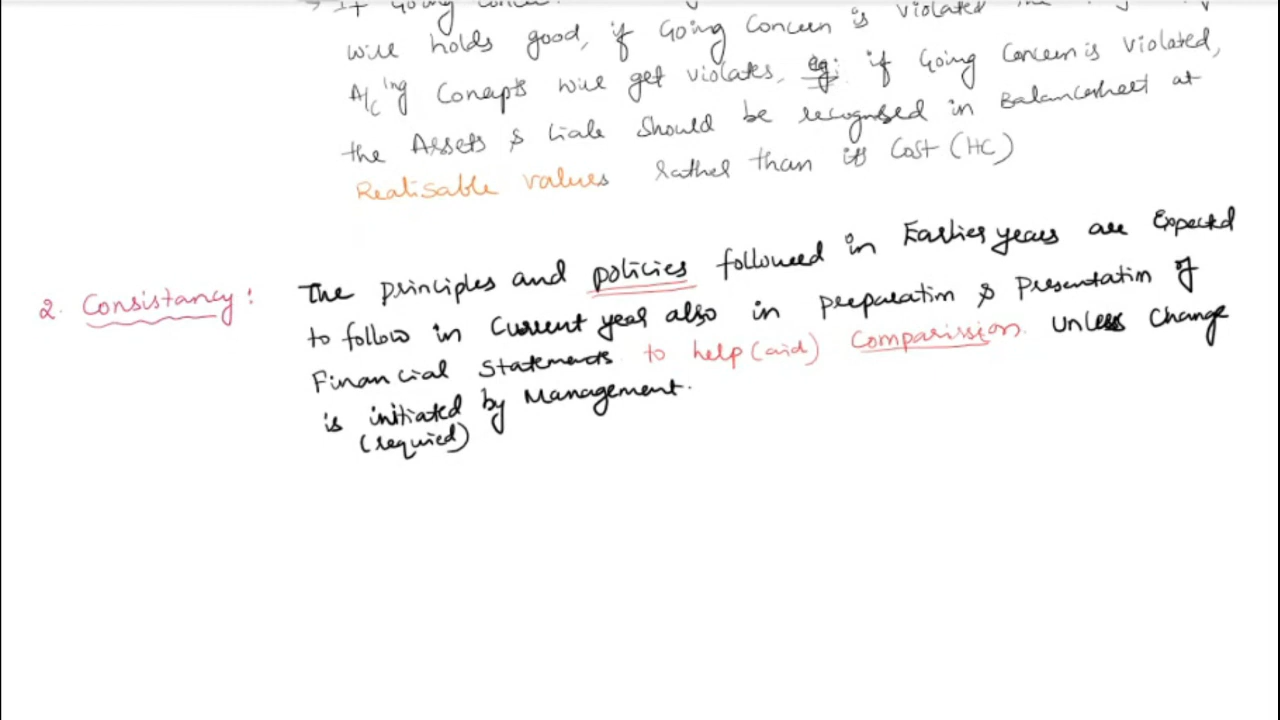 If Going
will holds good, if Going Concern is violated the
A/c'ing Concepts will get violates, eg: if Going Concern is violated,
the Assets & Liab should be recognised in Balancesheet at
Realisable values rather than its Cost (HC)
2. Consistancy: The principles and policies followed in Earlier years are Expected
to follow in Current year also in preparation & Presentation of
Financial Statements to help (aid) Comparission. Unless Change
is initiated by Management.
(required)